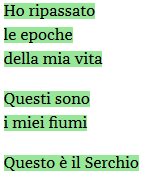 Ho ripassato
le epoche
della mia vita
Questi sono
i miei fiumi
Questo è il Serchio